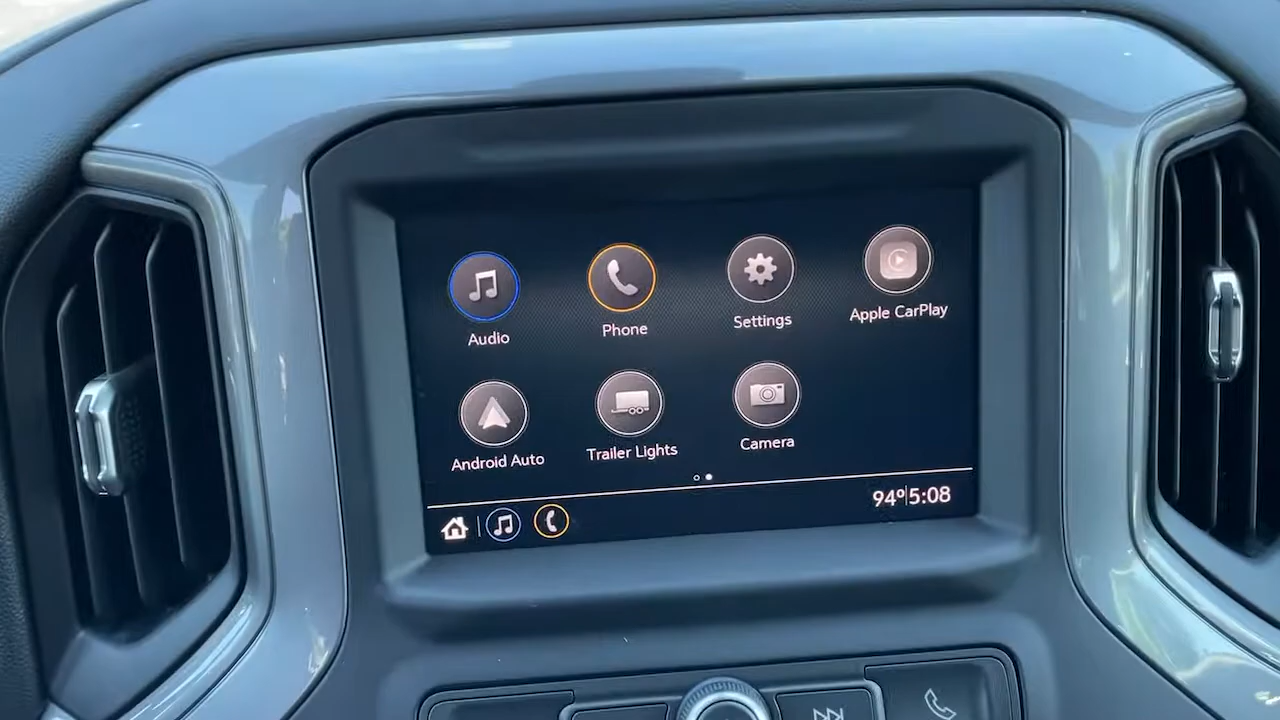 Audio
Phone
Settings
Apple CarPlay
Android Auto
Trailer Lights
Camera
94° 5:08